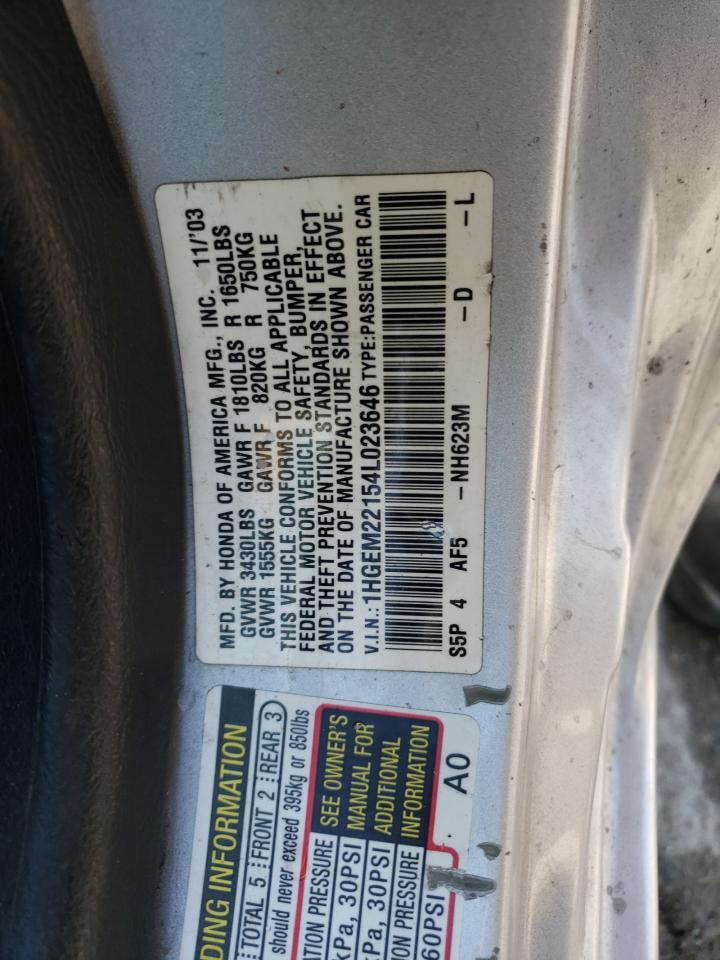 MFD. BY HONDA OF AMERICA MFG., INC. 11/'03
GVWR 3430LBS GAWR F 1810LBS R 1650LBS
GVWR 1555KG GAWR F 820KG R 750KG
THIS VEHICLE CONFORMS TO ALL APPLICABLE
FEDERAL MOTOR VEHICLE SAFETY, BUMPER,
AND THEFT PREVENTION STANDARDS IN EFFECT
ON THE DATE OF MANUFACTURE SHOWN ABOVE.
V.I.N.: 1HGEM22154L023646 TYPE:PASSENGER CAR
S5P 4 AF5 -NH623M -D -L
DING INFORMATION
TOTAL 5 FRONT 2 REAR 3
should never exceed 395kg or 850lbs
ATION PRESSURE SEE OWNER'S
kPa, 30PSI MANUAL FOR
kPa, 30PSI ADDITIONAL
ON PRESSURE INFORMATION
60PSI
A0